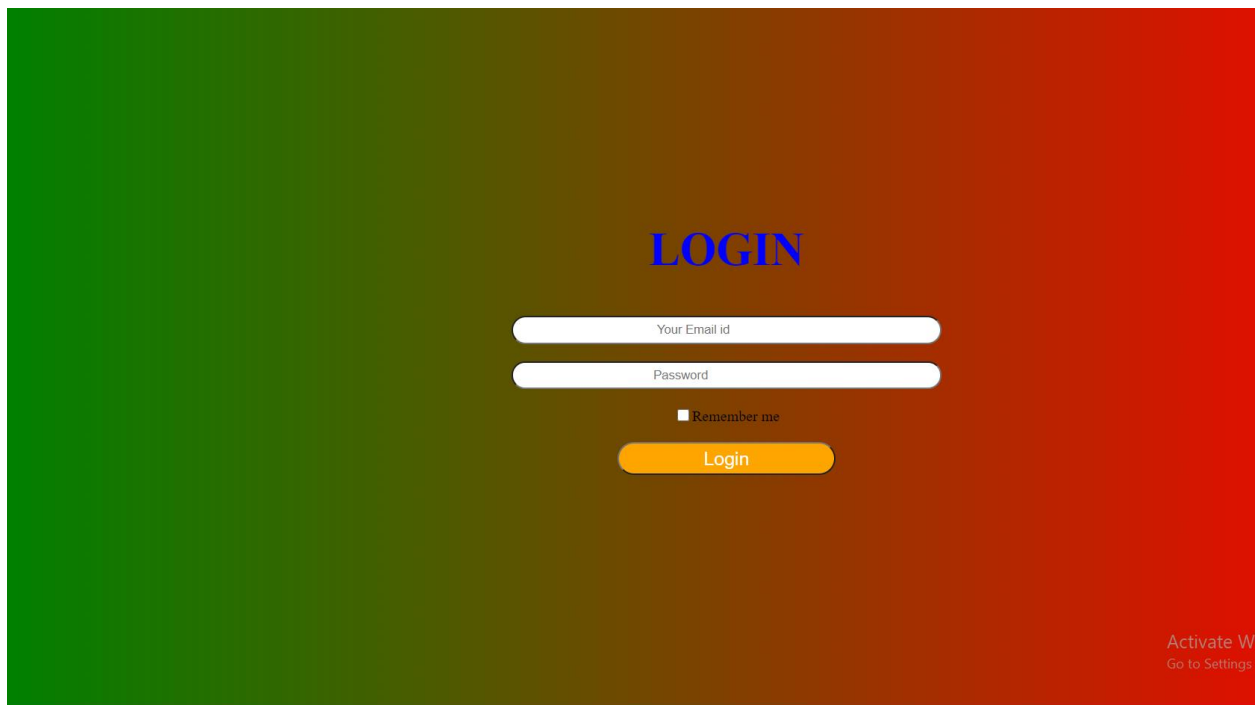 LOGIN
Your Email id
Password
Remember me
Login
Activate W
Go to Settings